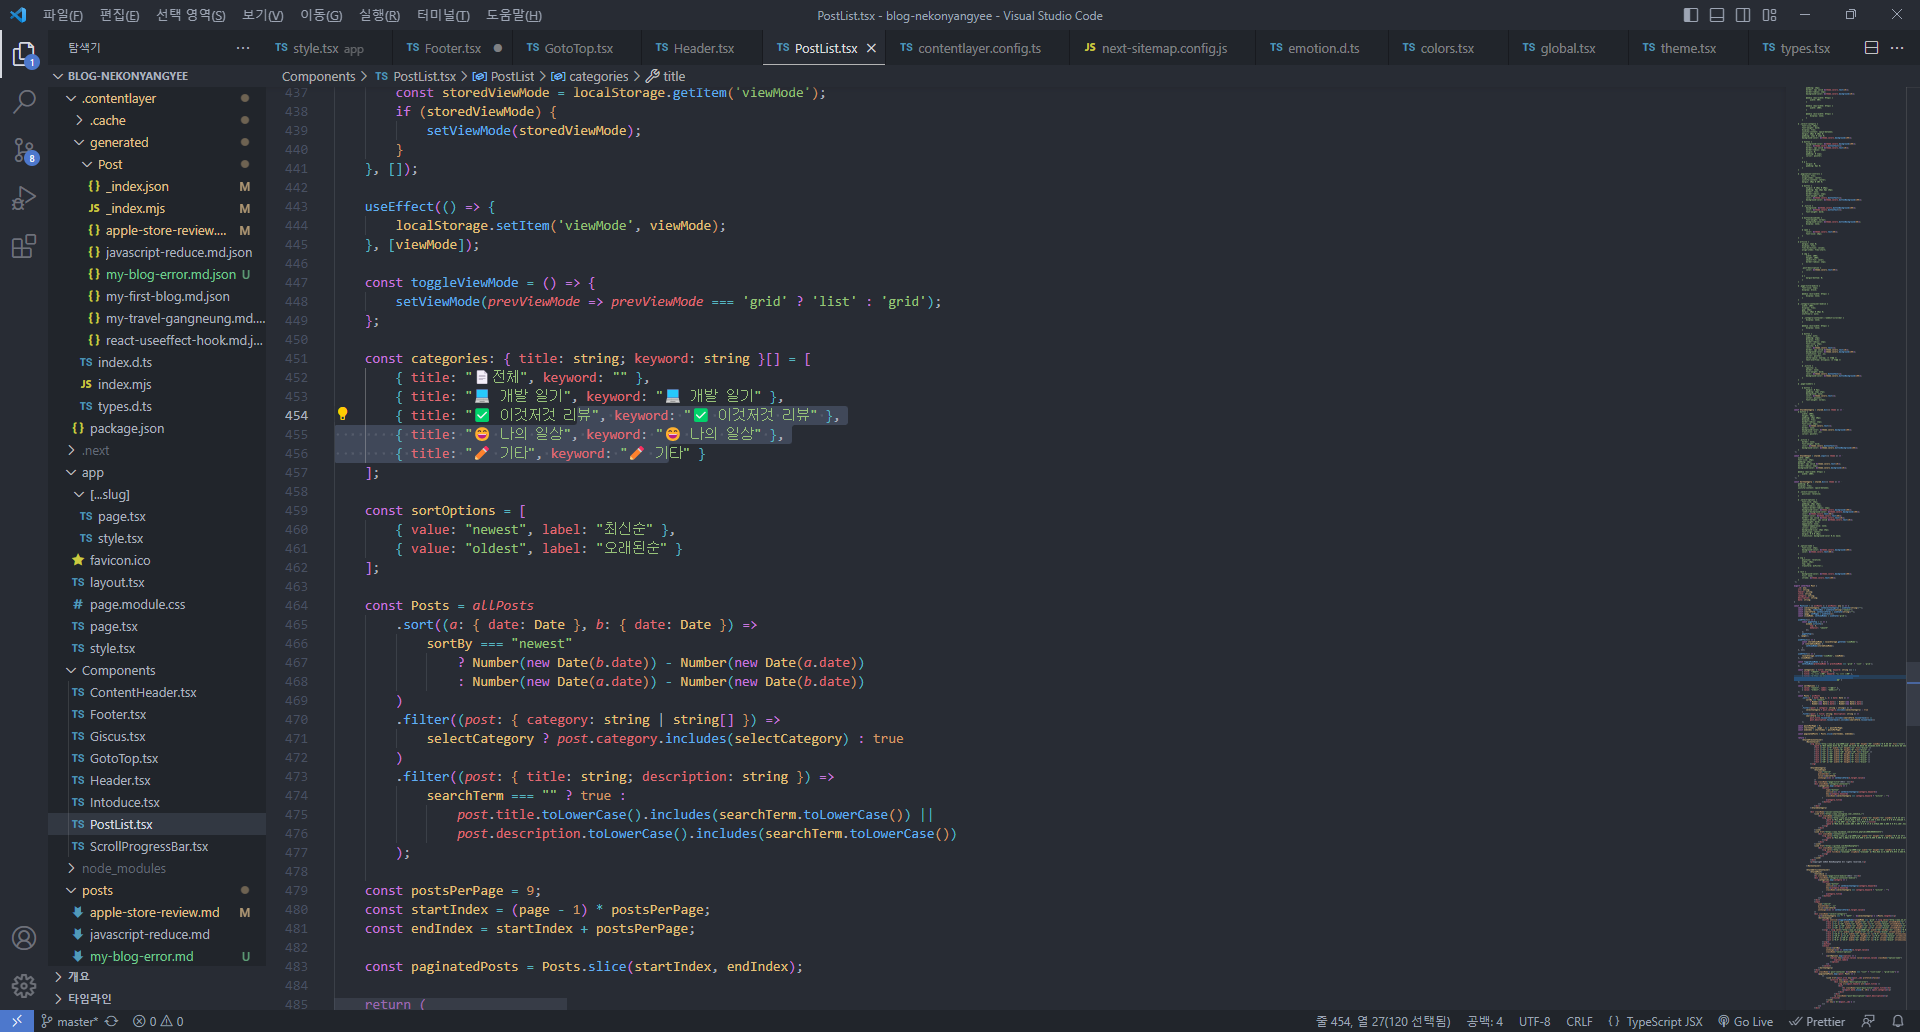 파일(F) 편집(E) 선택 영역(S) 보기(V) 이동(G) 실행(R) 터미널(T) 도움말(H)
PostList.tsx - blog-nekonyangyee - Visual Studio Code
탐색기
TS style.tsx app
TS Footer.tsx
TS GotoTop.tsx
TS Header.tsx
TS PostList.tsx
TS contentlayer.config.ts
JS next-sitemap.config.js
TS emotion.d.ts
TS colors.tsx
TS global.tsx
TS theme.tsx
TS types.tsx
1
8
BLOG-NEKONYANGYEE
.contentlayer
.cache
generated
Post
{} _index.json M
JS _index.mjs M
{} apple-store-review.... M
{} javascript-reduce.md.json
{} my-blog-error.md.json U
{} my-first-blog.md.json
{} my-travel-gangneung.md....
{} react-useeffect-hook.md.j...
TS index.d.ts
JS index.mjs
TS types.d.ts
{} package.json
.next
app
[...slug]
TS page.tsx
TS style.tsx
favicon.ico
TS layout.tsx
# page.module.css
TS page.tsx
TS style.tsx
Components
TS ContentHeader.tsx
TS Footer.tsx
TS Giscus.tsx
TS GotoTop.tsx
TS Header.tsx
TS Intoduce.tsx
TS PostList.tsx
TS ScrollProgressBar.tsx
node_modules
posts
apple-store-review.md M
javascript-reduce.md
my-blog-error.md U
개요
타임라인
Components > TS PostList.tsx > PostList > categories > title
437 const storedViewMode = localStorage.getItem('viewMode');
438 if (storedViewMode) {
439 setViewMode(storedViewMode);
440 }
441 }, []);
442
443 useEffect(() => {
444 localStorage.setItem('viewMode', viewMode);
445 }, [viewMode]);
446
447 const toggleViewMode = () => {
448 setViewMode(prevViewMode => prevViewMode === 'grid' ? 'list' : 'grid');
449 };
450
451 const categories: { title: string; keyword: string }[] = [
452 { title: "📄전체", keyword: "" },
453 { title: "💻 개발 일기", keyword: "💻 개발 일기" },
454 { title: "✅ 이것저것 리뷰", keyword: "✅ 이것저것 리뷰" },
455 { title: "😄 나의 일상", keyword: "😄 나의 일상" },
456 { title: "✏️ 기타", keyword: "✏️ 기타" }
457 ];
458
459 const sortOptions = [
460 { value: "newest", label: "최신순" },
461 { value: "oldest", label: "오래된순" }
462 ];
463
464 const Posts = allPosts
465 .sort((a: { date: Date }, b: { date: Date }) =>
466 sortBy === "newest"
467 ? Number(new Date(b.date)) - Number(new Date(a.date))
468 : Number(new Date(a.date)) - Number(new Date(b.date))
469 )
470 .filter((post: { category: string | string[] }) =>
471 selectCategory ? post.category.includes(selectCategory) : true
472 )
473 .filter((post: { title: string; description: string }) =>
474 searchTerm === "" ? true :
475 post.title.toLowerCase().includes(searchTerm.toLowerCase()) ||
476 post.description.toLowerCase().includes(searchTerm.toLowerCase())
477 );
478
479 const postsPerPage = 9;
480 const startIndex = (page - 1) * postsPerPage;
481 const endIndex = startIndex + postsPerPage;
482
483 const paginatedPosts = Posts.slice(startIndex, endIndex);
484
485 return (
master* 0 0
줄 454, 열 27(120 선택됨) 공백: 4 UTF-8 CRLF {} TypeScript JSX Go Live Prettier